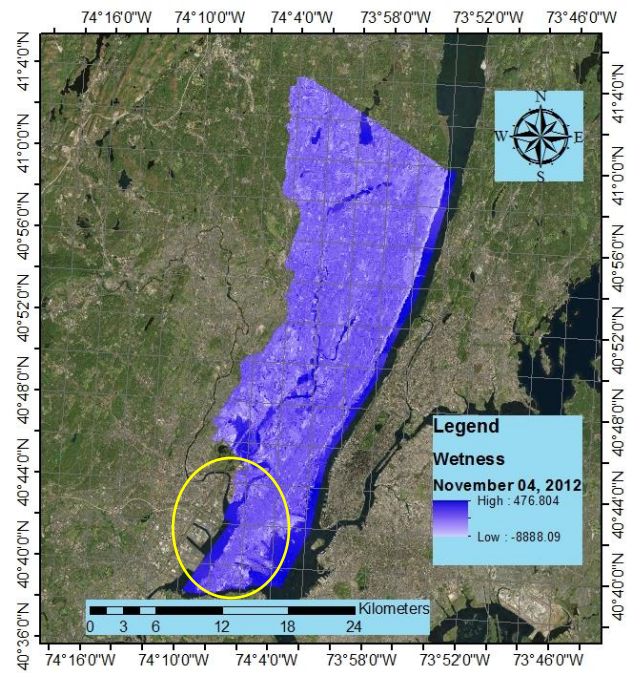 74°16'0"W 74°10'0"W 74°4'0"W 73°58'0"W 73°52'0"W 73°46'0"W
41°4'0"N
41°4'0"N
N
W E
S
41°0'0"N
41°0'0"N
40°56'0"N
40°56'0"N
40°52'0"N
40°52'0"N
40°48'0"N
40°48'0"N
Legend
Wetness
November 04, 2012
High : 476.804
Low : -8888.09
40°44'0"N
40°44'0"N
40°40'0"N
40°40'0"N
40°36'0"N
Kilometers
0 3 6 12 18 24
74°16'0"W 74°10'0"W 74°4'0"W 73°58'0"W 73°52'0"W 73°46'0"W